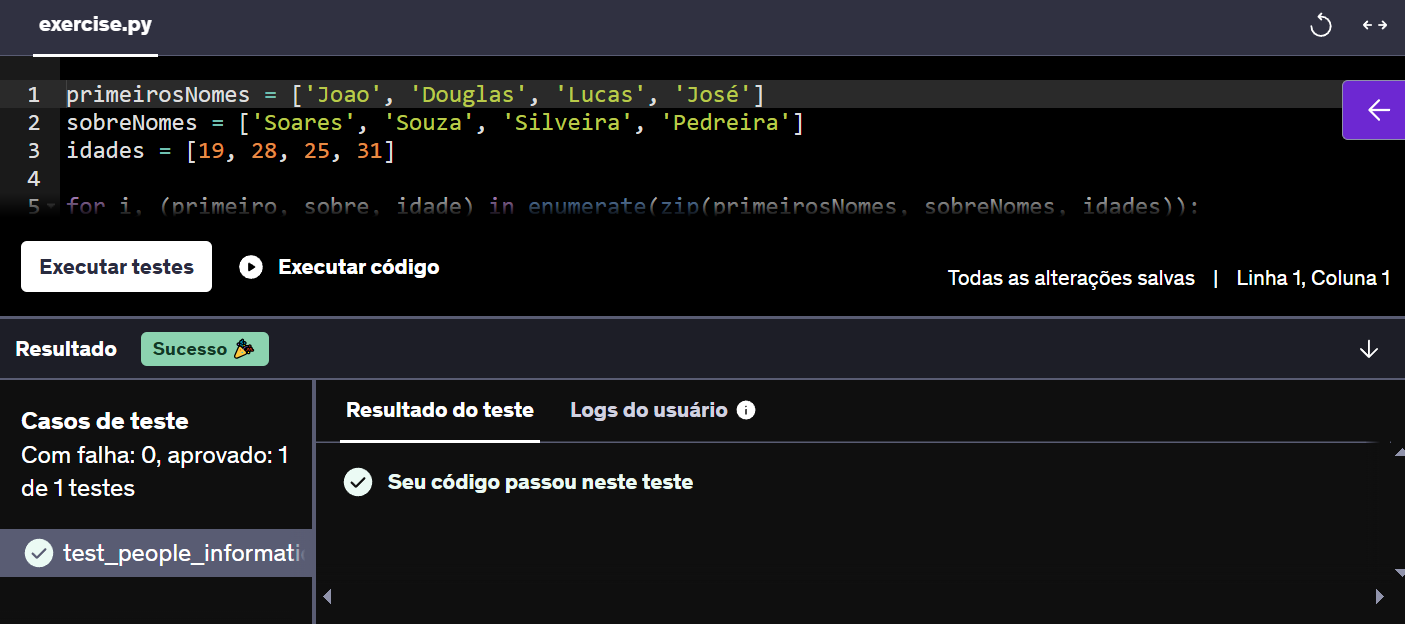 exercise.py
1 primeirosNomes = ['Joao', 'Douglas', 'Lucas', 'José']
2 sobreNomes = ['Soares', 'Souza', 'Silveira', 'Pedreira']
3 idades = [19, 28, 25, 31]
4
5 for i, (primeiro, sobre, idade) in enumerate(zip(primeirosNomes, sobreNomes, idades)):
Executar testes
Executar código
Todas as alterações salvas | Linha 1, Coluna 1
Resultado
Sucesso
Casos de teste
Com falha: 0, aprovado: 1
de 1 testes
test_people_informati
Resultado do teste
Logs do usuário
Seu código passou neste teste